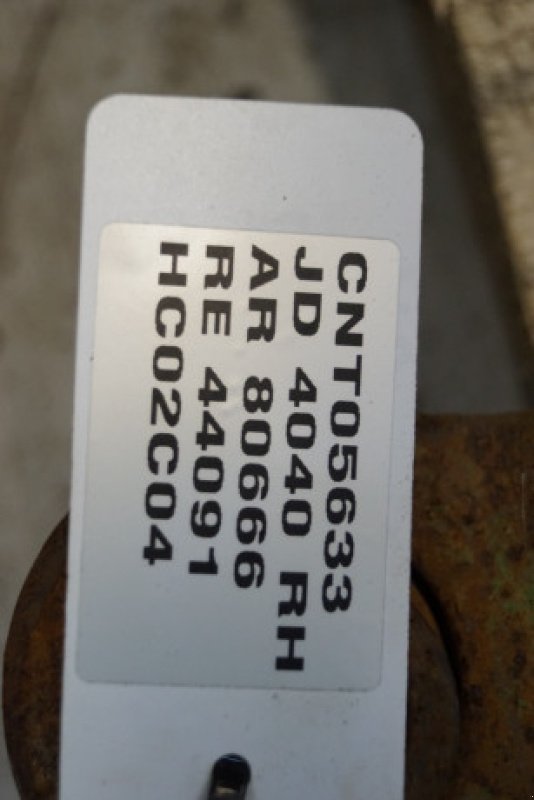 CNT05633
JD 4040 RH
AR 80666
RE 44091
HC02C04